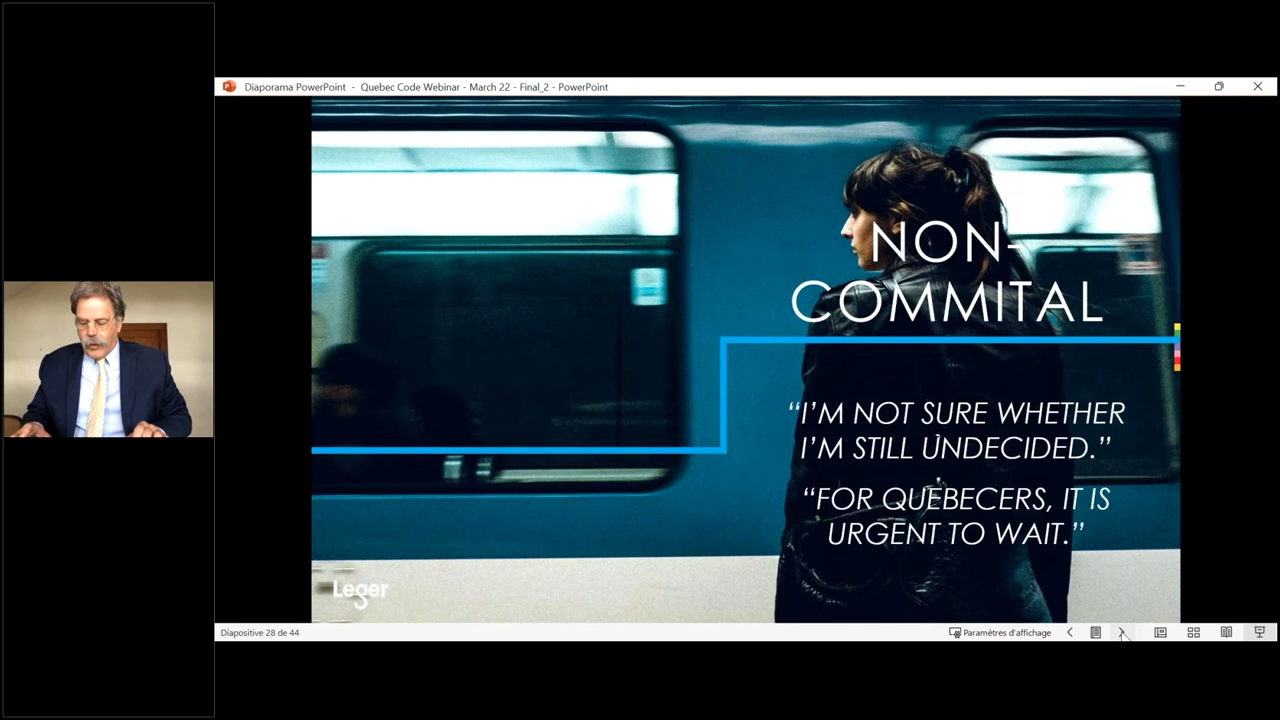 Diaporama PowerPoint - Quebec Code Webinar - March 22 - Final_2 - PowerPoint
NON-
COMMITAL
“I’M NOT SURE WHETHER
I’M STILL UNDECIDED.”
“FOR QUEBECERS, IT IS
URGENT TO WAIT.”
Leger
Diapositive 28 de 44
Paramètres d'affichage